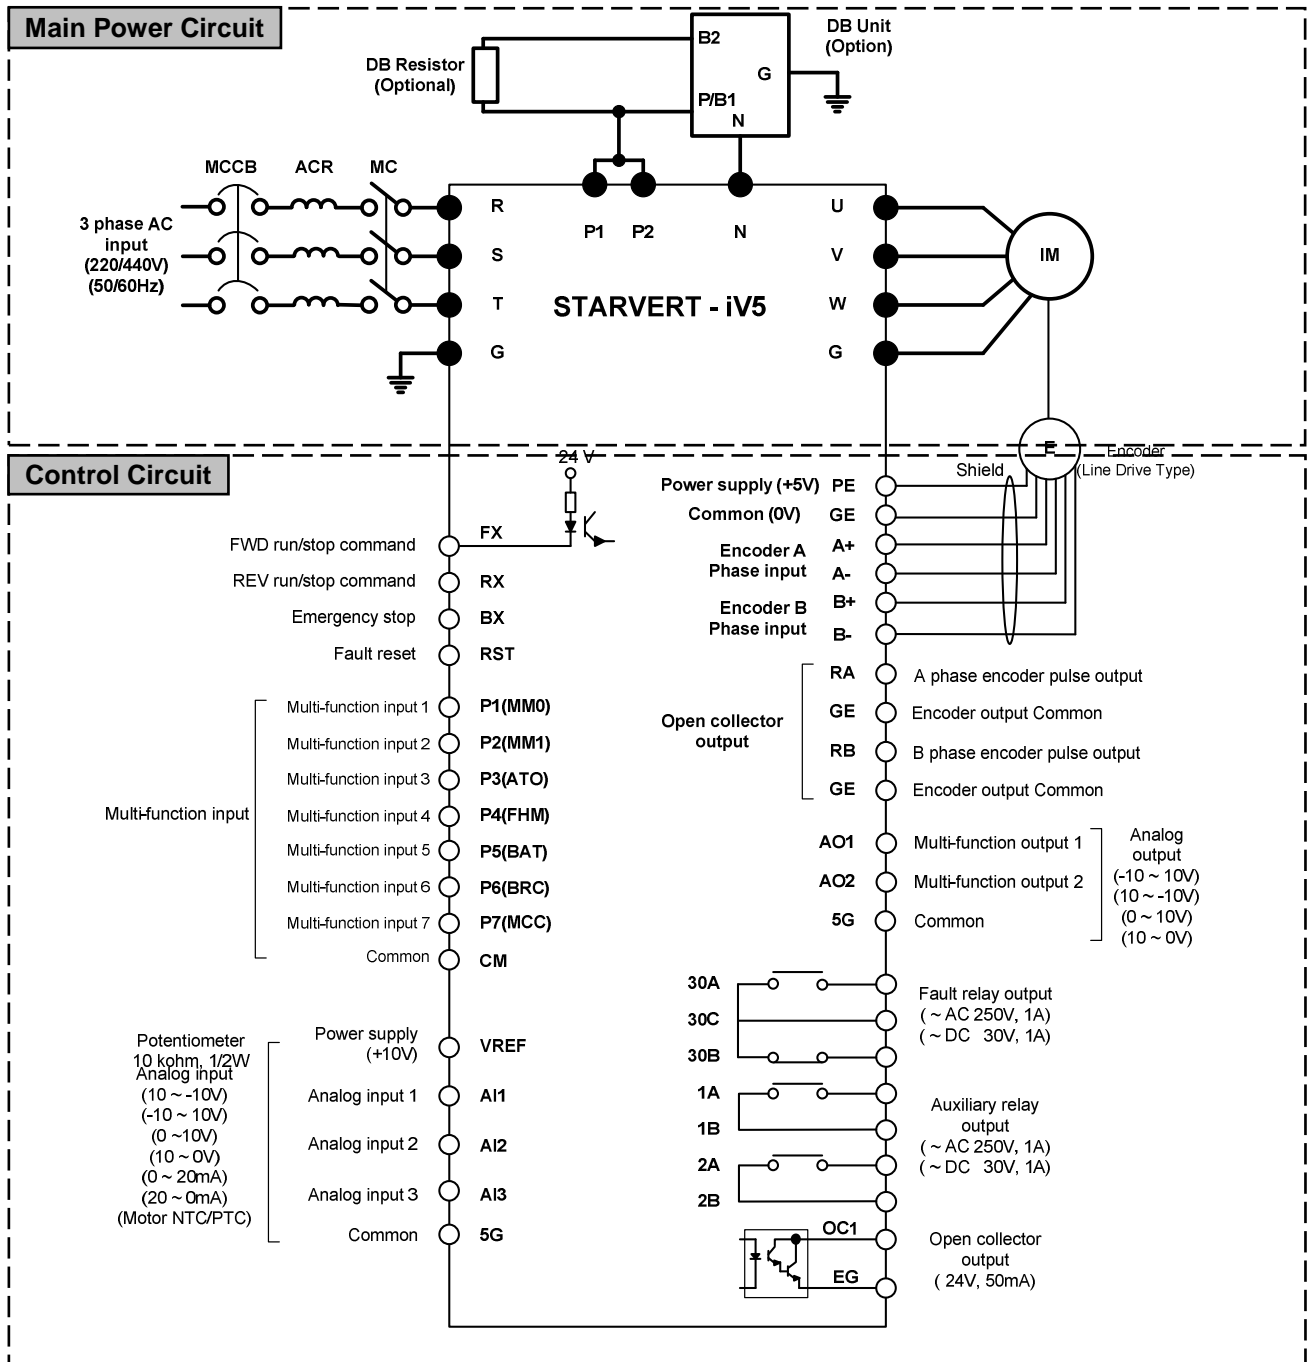 Main Power Circuit
DB Unit
(Option)
B2
G
P/B1
N
DB Resistor
(Optional)
MCCB
ACR
MC
3 phase AC
input
(220/440V)
(50/60Hz)
R
S
T
G
P1
P2
N
STARVERT - iV5
U
V
W
G
IM
E
Encoder
(Line Drive Type)
Shield
Control Circuit
24 V
FWD run/stop command
FX
REV run/stop command
RX
Emergency stop
BX
Fault reset
RST
Multi-function input
Multi-function input 1
P1(MM0)
Multi-function input 2
P2(MM1)
Multi-function input 3
P3(ATO)
Multi-function input 4
P4(FHM)
Multi-function input 5
P5(BAT)
Multi-function input 6
P6(BRC)
Multi-function input 7
P7(MCC)
Common
CM
Potentiometer
10 kohm, 1/2W
Analog input
(10 ~ -10V)
(-10 ~ 10V)
(0 ~10V)
(10 ~ 0V)
(0 ~ 20mA)
(20 ~ 0mA)
(Motor NTC/PTC)
Power supply
(+10V)
VREF
Analog input 1
AI1
Analog input 2
AI2
Analog input 3
AI3
Common
5G
Power supply (+5V)
PE
Common (0V)
GE
Encoder A
Phase input
A+
A-
Encoder B
Phase input
B+
B-
Open collector
output
RA
A phase encoder pulse output
GE
Encoder output Common
RB
B phase encoder pulse output
GE
Encoder output Common
AO1
Multi-function output 1
AO2
Multi-function output 2
5G
Common
Analog
output
(-10 ~ 10V)
(10 ~ -10V)
(0 ~ 10V)
(10 ~ 0V)
30A
30C
30B
Fault relay output
( ~ AC 250V, 1A)
( ~ DC 30V, 1A)
1A
1B
2A
2B
Auxiliary relay
output
( ~ AC 250V, 1A)
( ~ DC 30V, 1A)
OC1
EG
Open collector
output
( 24V, 50mA)